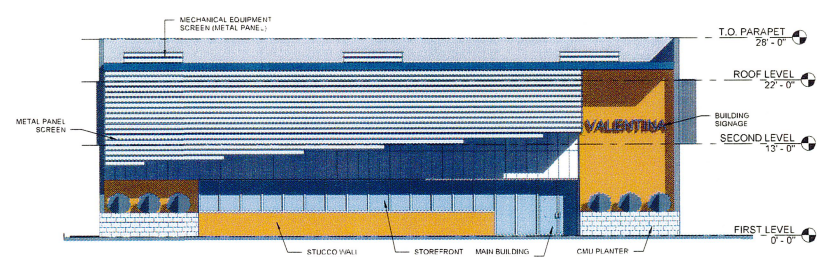 MECHANICAL EQUIPMENT
SCREEN (METAL PANEL)
T.O. PARAPET
28' - 0"
ROOF LEVEL
22' - 0"
METAL PANEL
SCREEN
BUILDING
SIGNAGE
VALENTINA
SECOND LEVEL
13' - 0"
FIRST LEVEL
0' - 0"
STUCCO WALL
STOREFRONT
MAIN BUILDING
CMU PLANTER